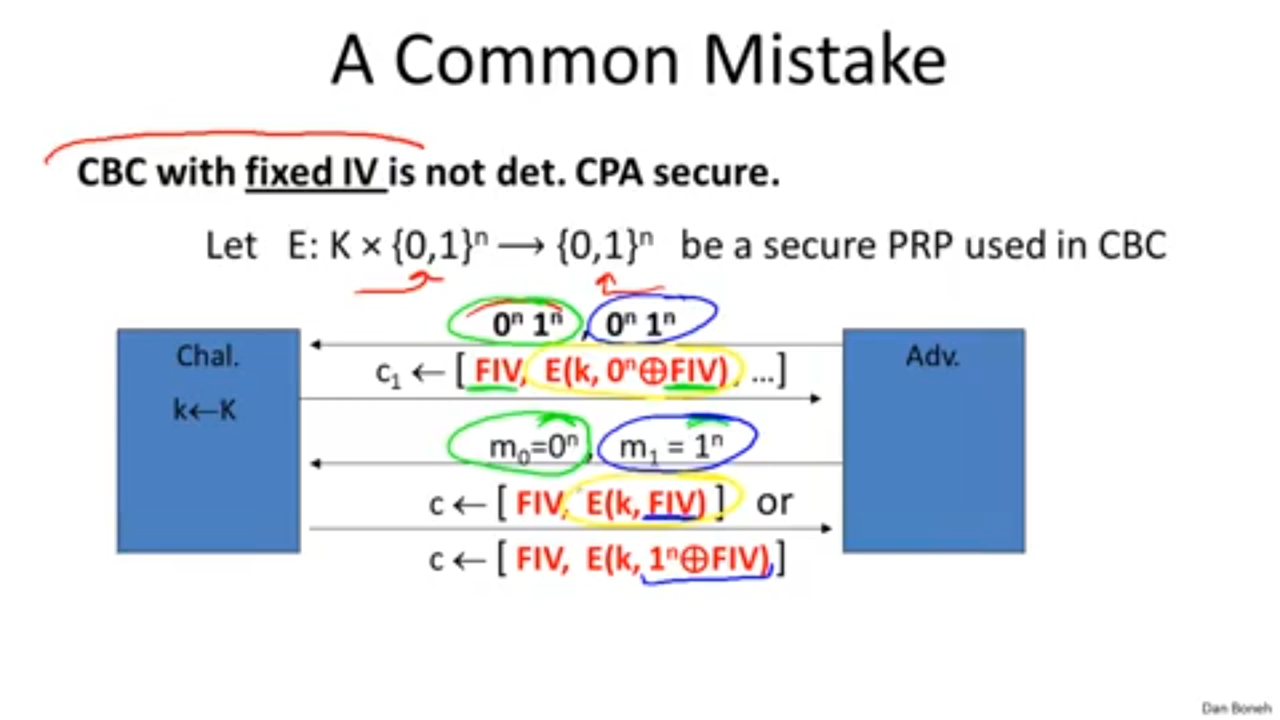 A Common Mistake
CBC with fixed IV is not det. CPA secure.
Let E: K × {0,1}ⁿ ⟶ {0,1}ⁿ be a secure PRP used in CBC
0ⁿ 1ⁿ , 0ⁿ 1ⁿ
Chal.
Adv.
c₁ ← [ FIV, E(k, 0ⁿ⊕FIV) , ...]
k←K
m₀=0ⁿ , m₁ = 1ⁿ
c ← [ FIV, E(k, FIV) ] or
c ← [ FIV, E(k, 1ⁿ⊕FIV) ]
Dan Boneh